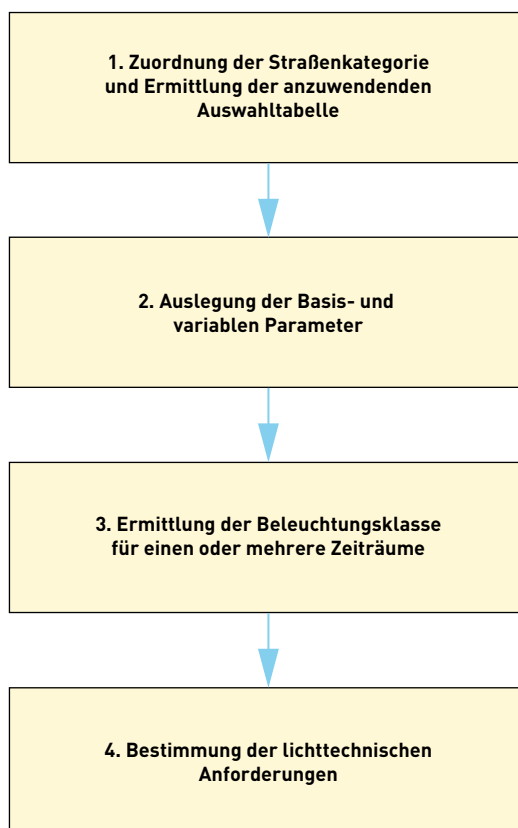 1. Zuordnung der Straßenkategorie
und Ermittlung der anzuwendenden
Auswahltabelle
2. Auslegung der Basis- und
variablen Parameter
3. Ermittlung der Beleuchtungsklasse
für einen oder mehrere Zeiträume
4. Bestimmung der lichttechnischen
Anforderungen